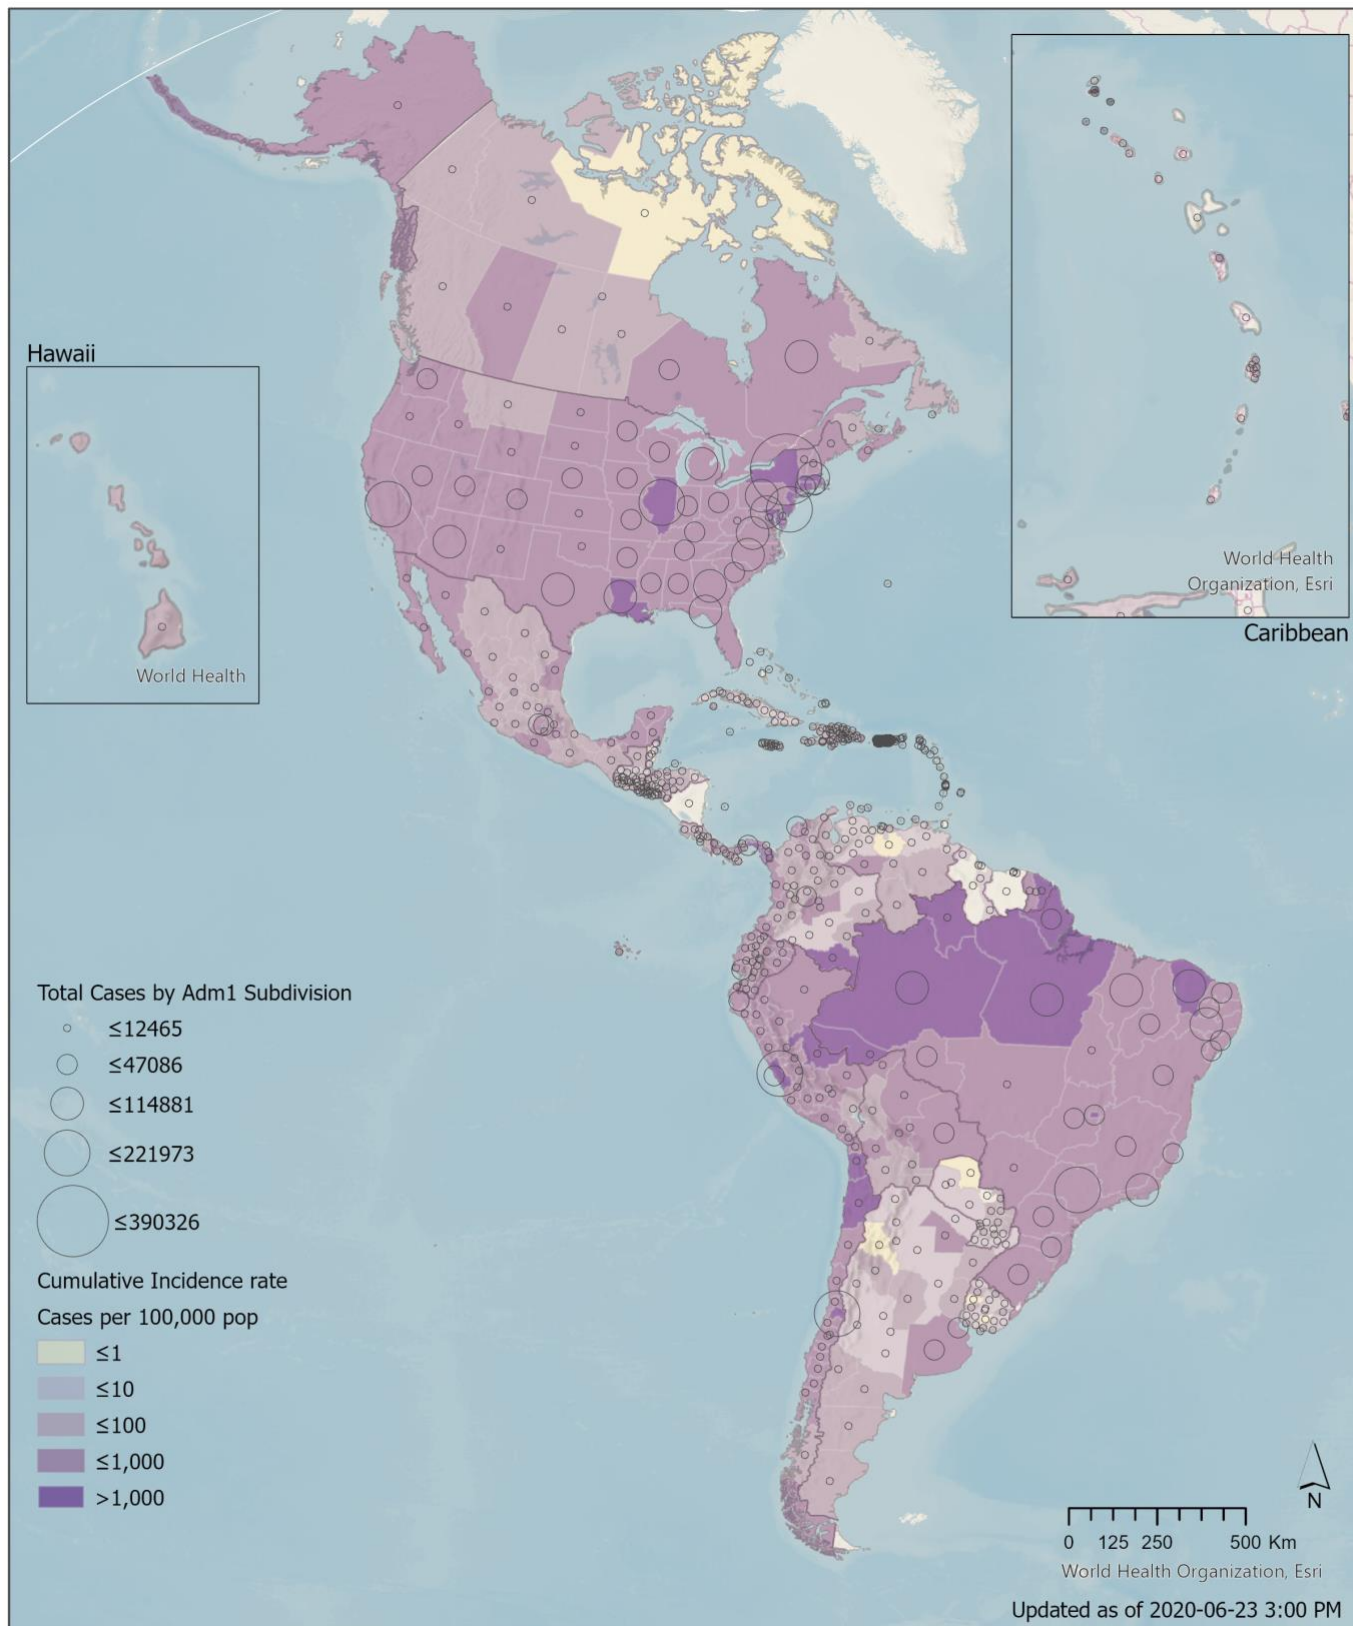 Hawaii
World Health
World Health
Organization, Esri
Caribbean
Total Cases by Adm1 Subdivision
≤12465
≤47086
≤114881
≤221973
≤390326
Cumulative Incidence rate
Cases per 100,000 pop
≤1
≤10
≤100
≤1,000
>1,000
N
0 125 250 500 Km
World Health Organization, Esri
Updated as of 2020-06-23 3:00 PM